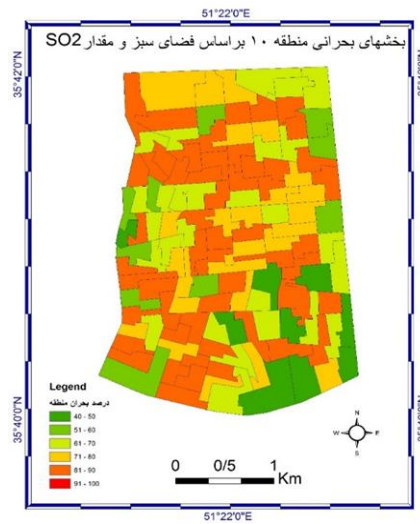 51°22'0"E
بخشهای بحرانی منطقه ۱۰ براساس فضای سبز و مقدار SO2
35°42'0"N
35°40'0"N
Legend
درصد بحران منطقه
40 - 50
51 - 60
61 - 70
71 - 80
81 - 90
91 - 100
N
W E
S
0 0/5 1
Km
51°22'0"E